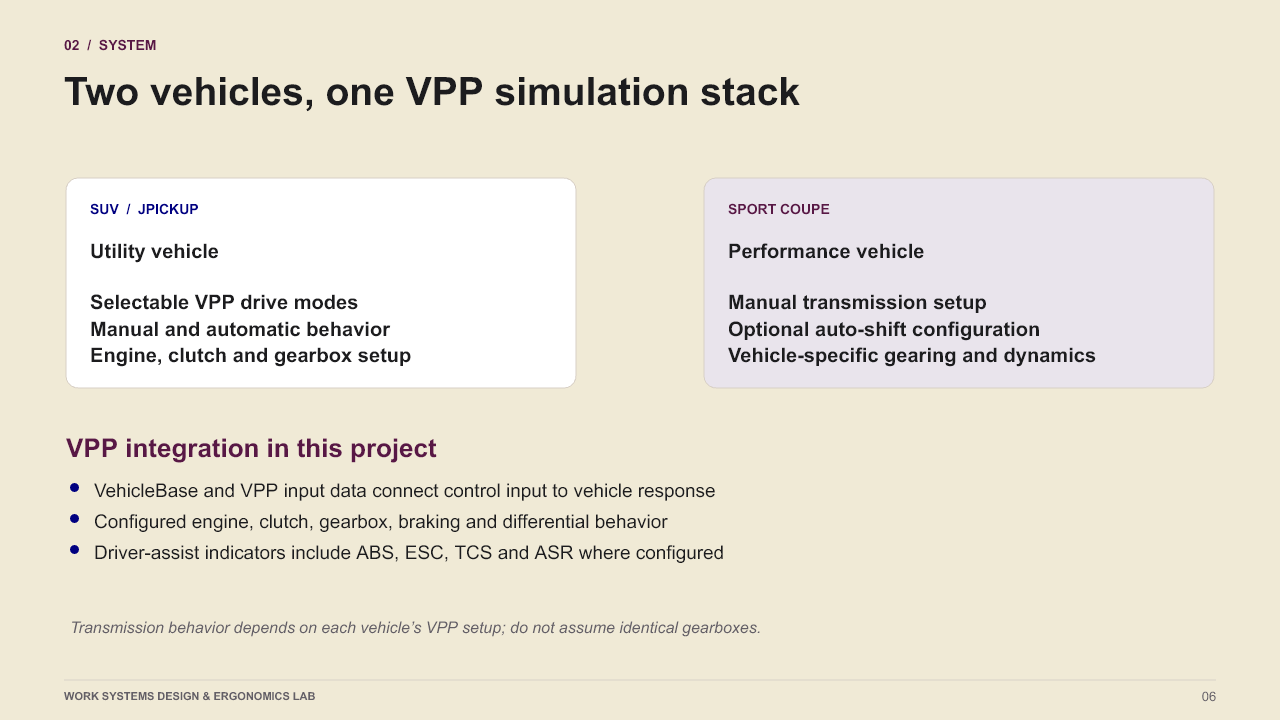 02 / SYSTEM
Two vehicles, one VPP simulation stack
SUV / JPICKUP
Utility vehicle
Selectable VPP drive modes
Manual and automatic behavior
Engine, clutch and gearbox setup
SPORT COUPE
Performance vehicle
Manual transmission setup
Optional auto-shift configuration
Vehicle-specific gearing and dynamics
VPP integration in this project
VehicleBase and VPP input data connect control input to vehicle response
Configured engine, clutch, gearbox, braking and differential behavior
Driver-assist indicators include ABS, ESC, TCS and ASR where configured
Transmission behavior depends on each vehicle’s VPP setup; do not assume identical gearboxes.
WORK SYSTEMS DESIGN & ERGONOMICS LAB
06